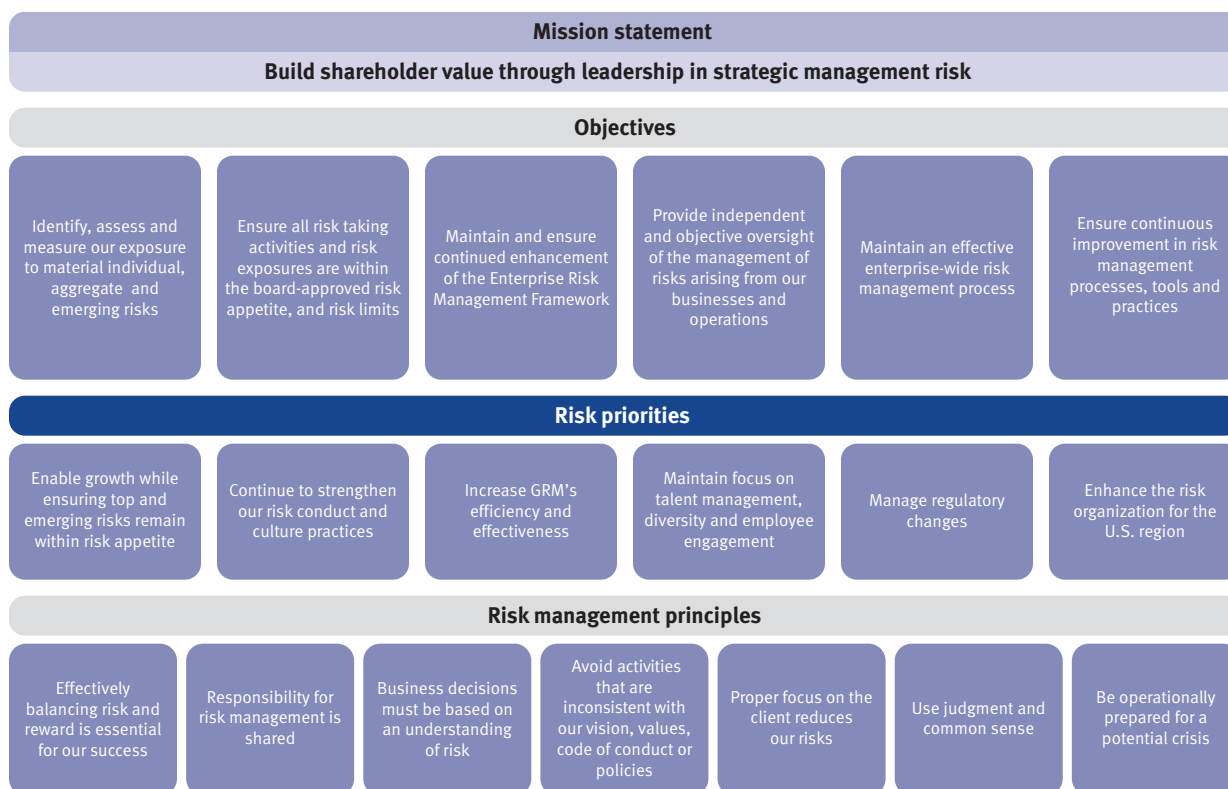 Mission statement
Build shareholder value through leadership in strategic management risk
Objectives
Identify, assess and
measure our exposure
to material individual,
aggregate and
emerging risks
Ensure all risk taking
activities and risk
exposures are within
the board-approved risk
appetite, and risk limits
Maintain and ensure
continued enhancement
of the Enterprise Risk
Management Framework
Provide independent
and objective oversight
of the management of
risks arising from our
businesses and
operations
Maintain an effective
enterprise-wide risk
management process
Ensure continuous
improvement in risk
management
processes, tools and
practices
Risk priorities
Enable growth while
ensuring top and
emerging risks remain
within risk appetite
Continue to strengthen
our risk conduct and
culture practices
Increase GRM’s
efficiency and
effectiveness
Maintain focus on
talent management,
diversity and employee
engagement
Manage regulatory
changes
Enhance the risk
organization for the
U.S. region
Risk management principles
Effectively
balancing risk and
reward is essential
for our success
Responsibility for
risk management is
shared
Business decisions
must be based on
an understanding
of risk
Avoid activities
that are
inconsistent with
our vision, values,
code of conduct or
policies
Proper focus on the
client reduces
our risks
Use judgment and
common sense
Be operationally
prepared for a
potential crisis